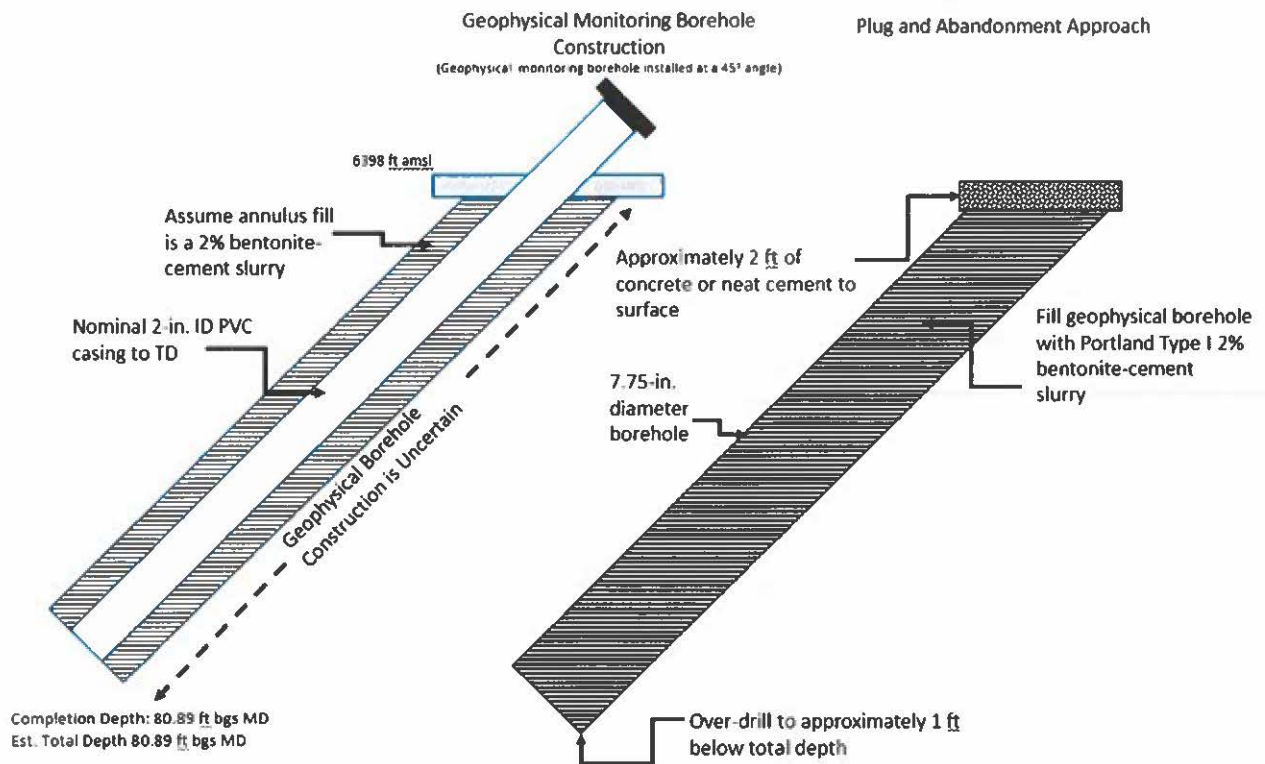 Geophysical Monitoring Borehole
Construction
(Geophysical monitoring borehole installed at a 45° angle)
Plug and Abandonment Approach
6398 ft amsl
Assume annulus fill
is a 2% bentonite-
cement slurry
Nominal 2-in. ID PVC
casing to TD
Geophysical Borehole
Construction is Uncertain
Completion Depth: 80.89 ft bgs MD
Est. Total Depth 80.89 ft bgs MD
Approximately 2 ft of
concrete or neat cement to
surface
7.75-in.
diameter
borehole
Fill geophysical borehole
with Portland Type I 2%
bentonite-cement
slurry
Over-drill to approximately 1 ft
below total depth